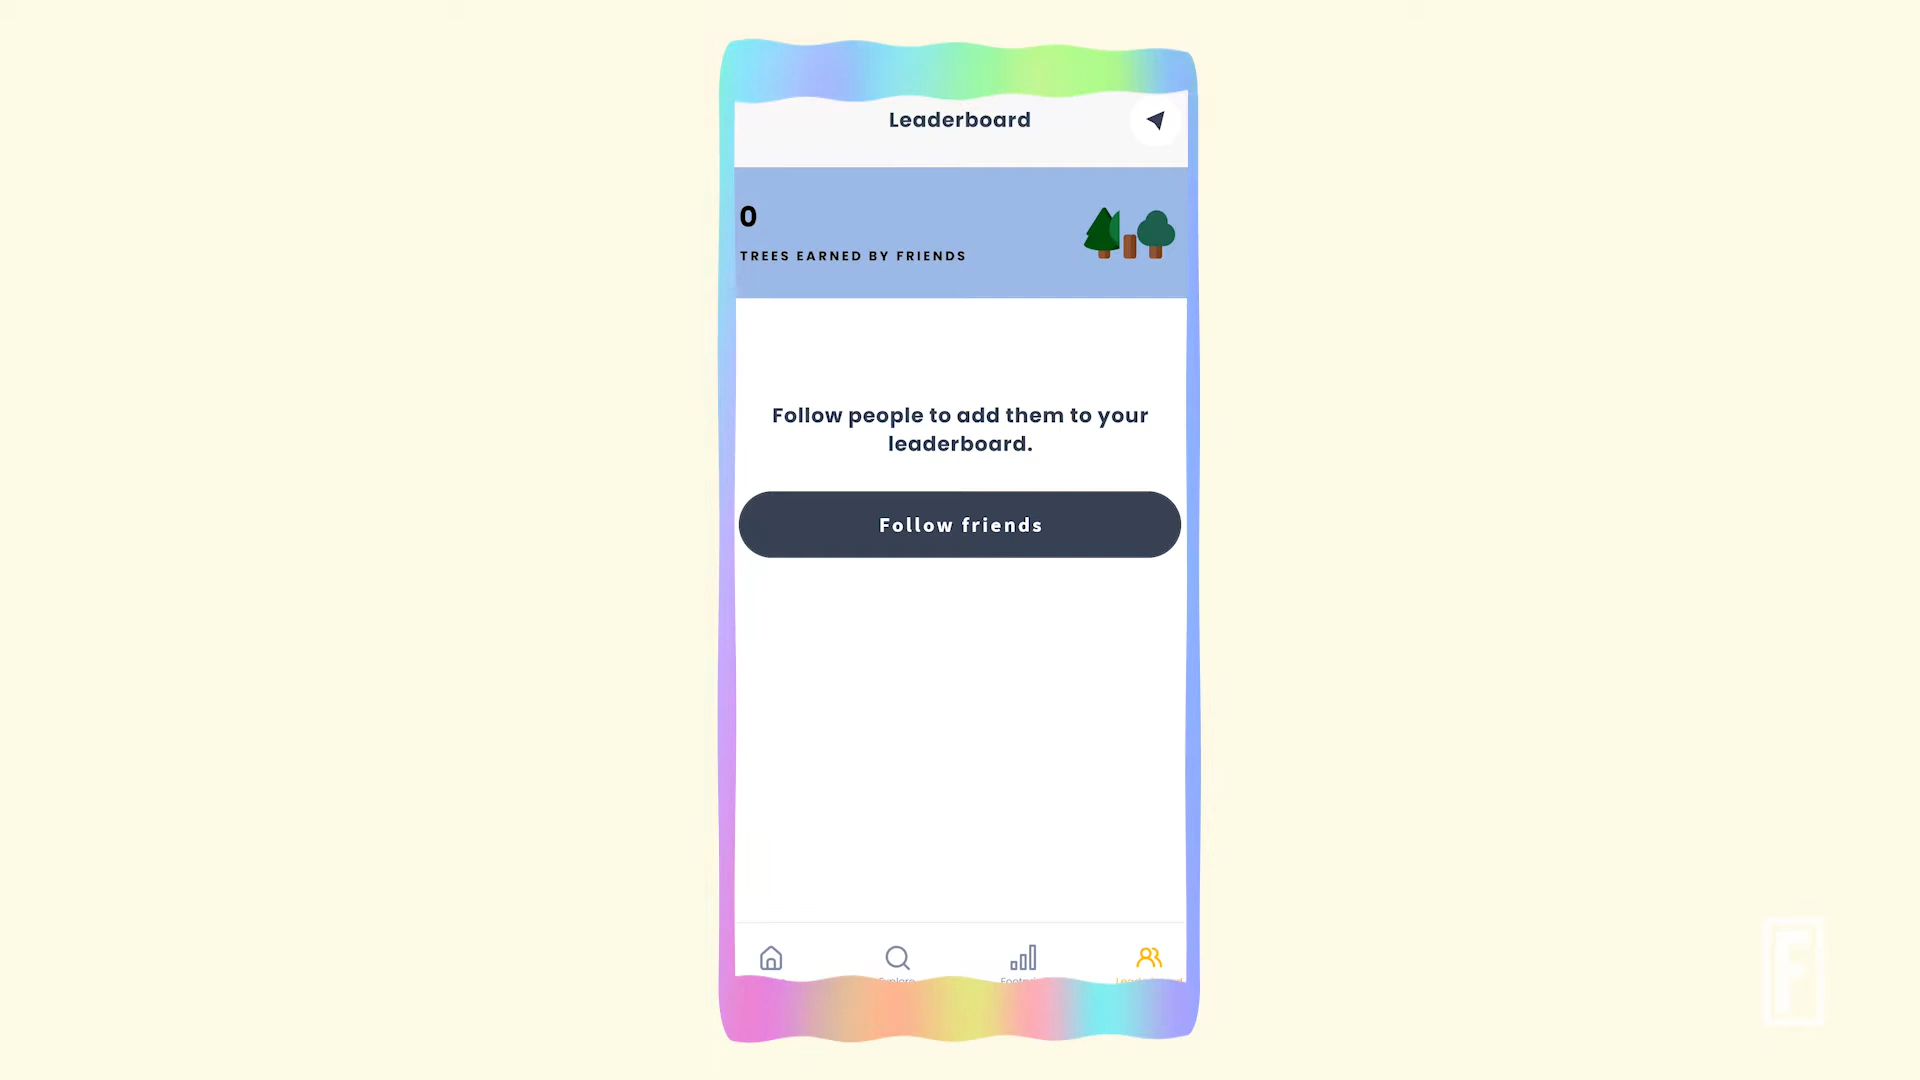 Leaderboard
0
TREES EARNED BY FRIENDS
Follow people to add them to your
leaderboard.
Follow friends
F